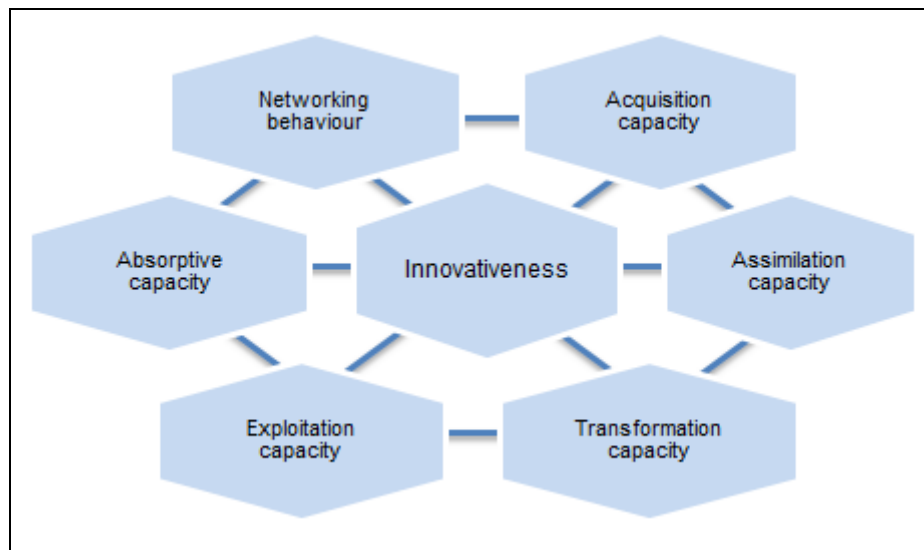 Networking
behaviour
Acquisition
capacity
Absorptive
capacity
Innovativeness
Assimilation
capacity
Exploitation
capacity
Transformation
capacity